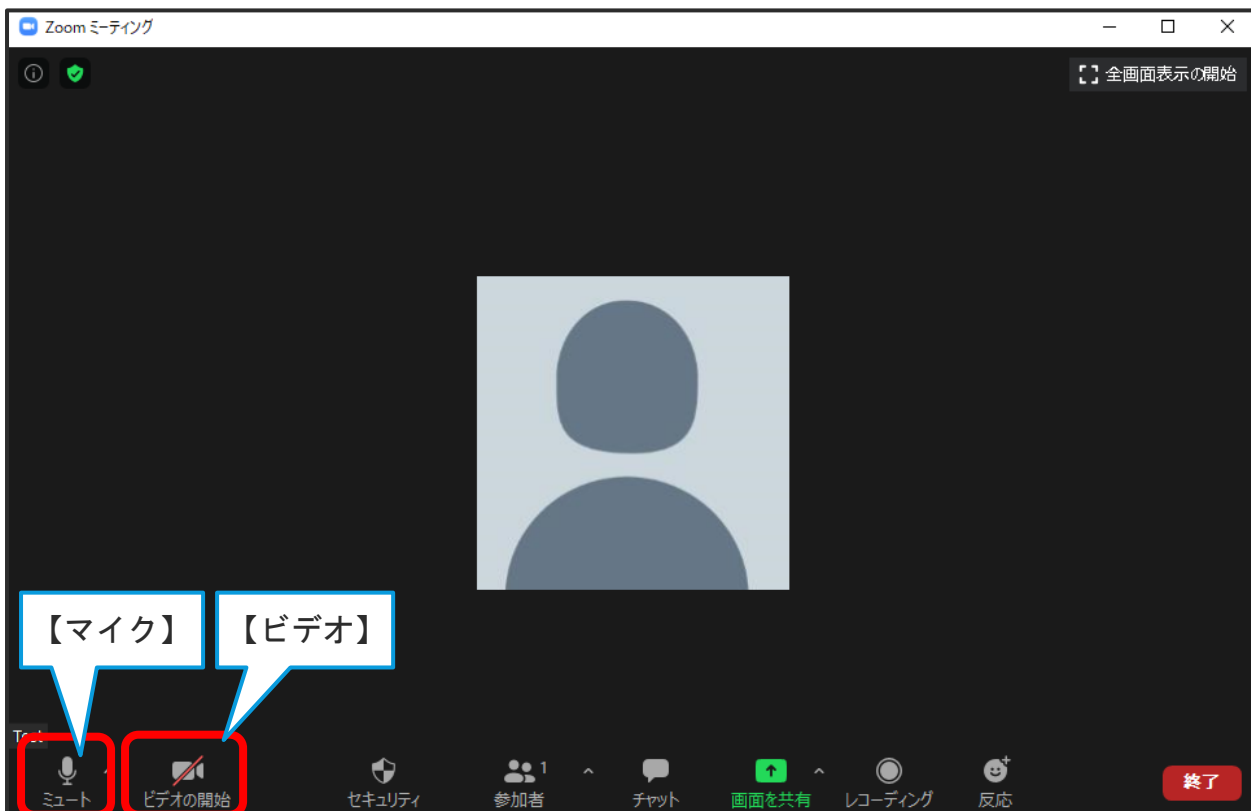 Zoom ミーティング
全画面表示の開始
【マイク】
【ビデオ】
ミュート
ビデオの開始
セキュリティ
参加者
1
チャット
画面を共有
レコーディング
反応
終了